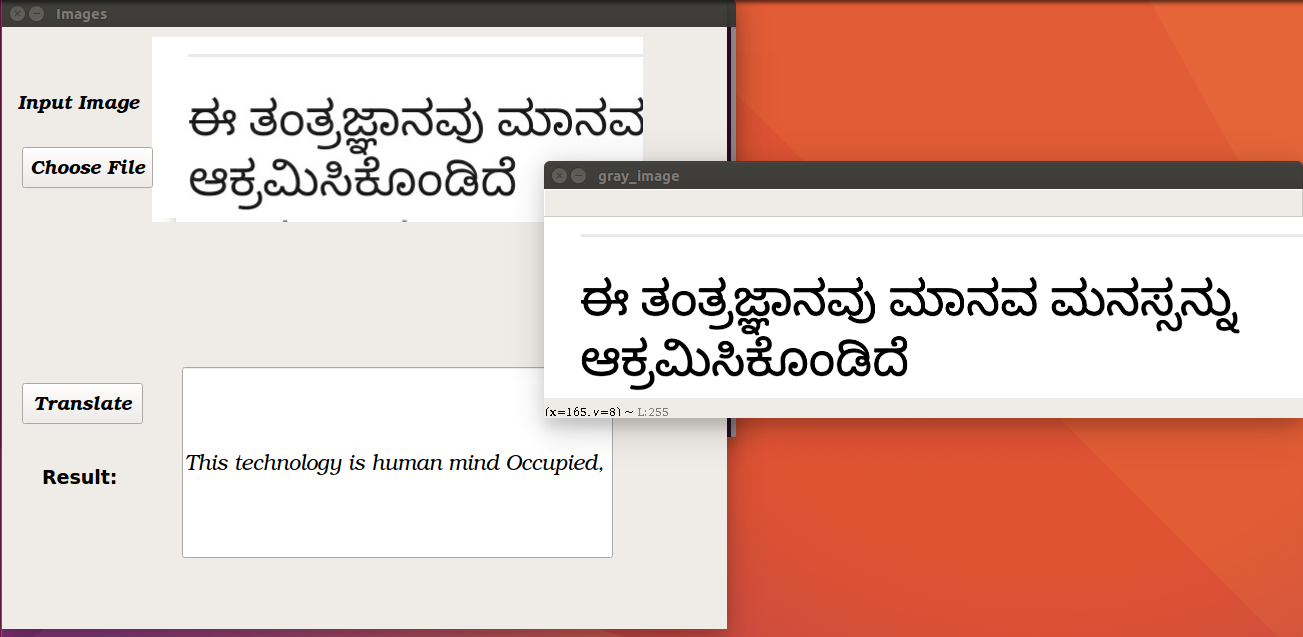 Images
Input Image
Choose File
ಈ ತಂತ್ರಜ್ಞಾನವು ಮಾನವ
ಆಕ್ರಮಿಸಿಕೊಂಡಿದೆ
Translate
Result:
This technology is human mind Occupied,
gray_image
ಈ ತಂತ್ರಜ್ಞಾನವು ಮಾನವ ಮನಸ್ಸನ್ನು
ಆಕ್ರಮಿಸಿಕೊಂಡಿದೆ
(x=165, y=8) ~ L:255